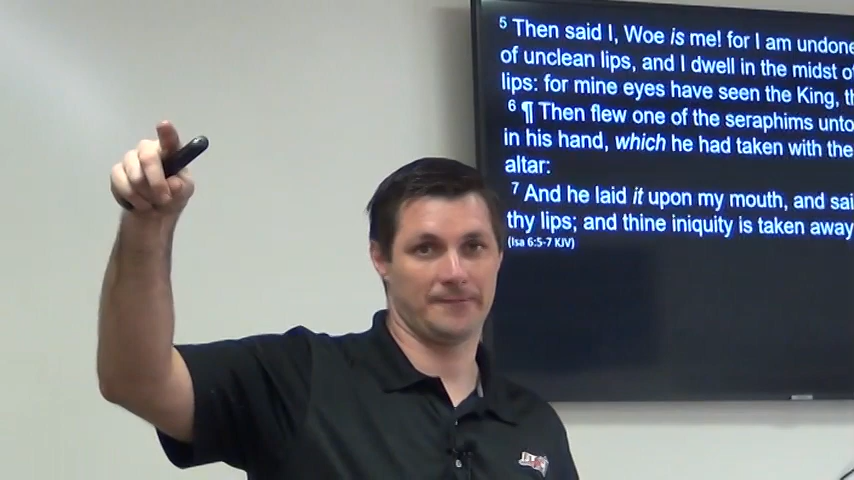 5 Then said I, Woe is me! for I am undone
of unclean lips, and I dwell in the midst of
lips: for mine eyes have seen the King, th
6 ¶ Then flew one of the seraphims unto
in his hand, which he had taken with the
altar:
7 And he laid it upon my mouth, and sai
thy lips; and thine iniquity is taken away
(Isa 6:5-7 KJV)